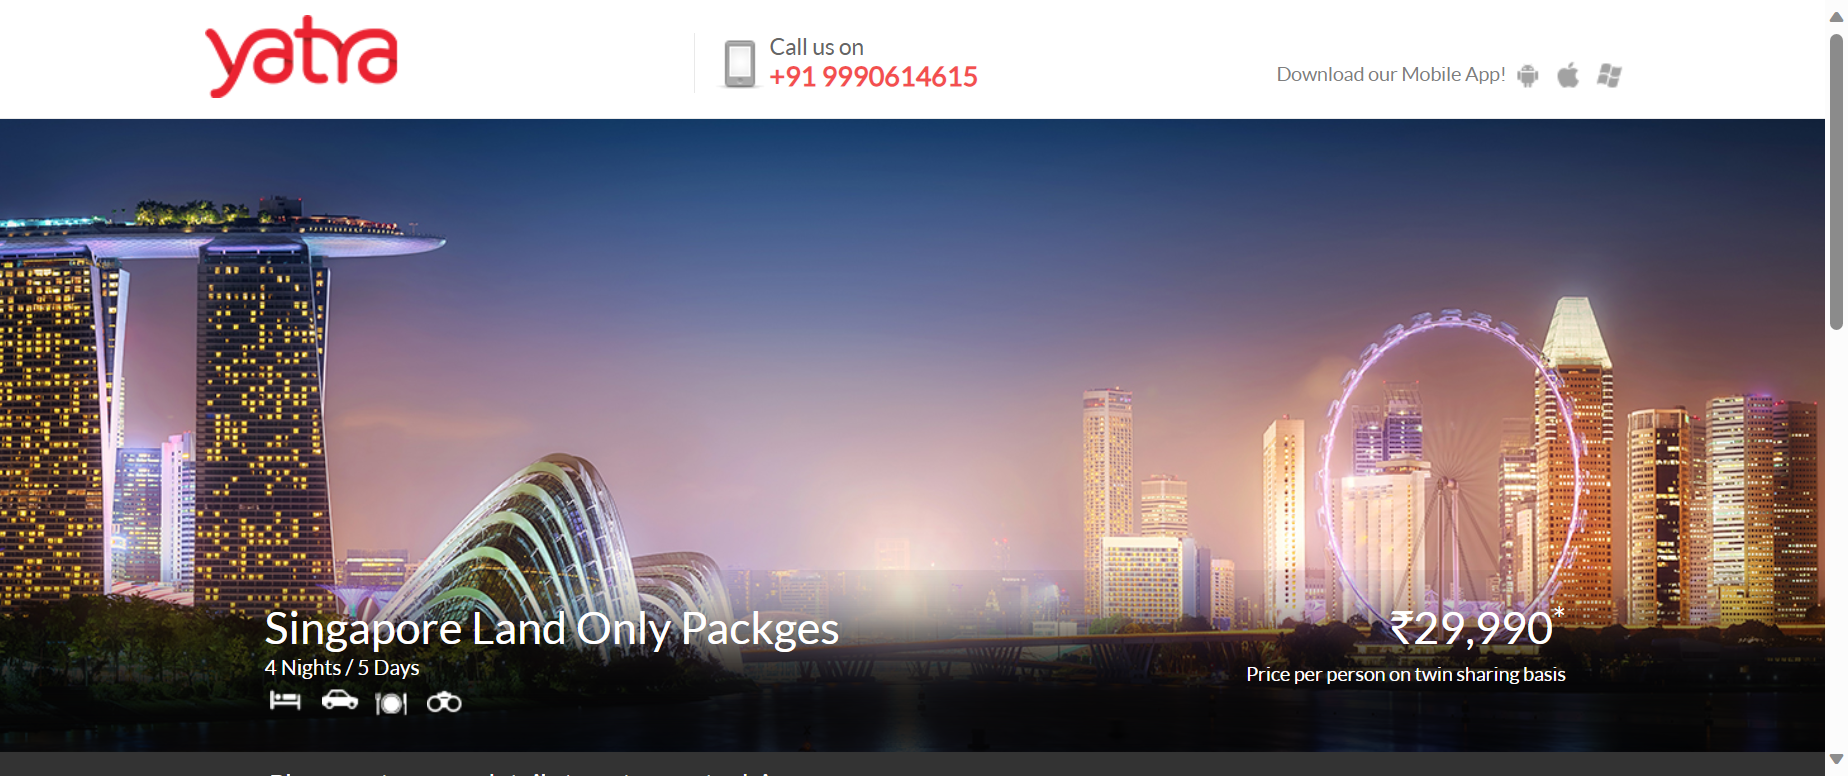 yatra
Call us on
+91 9990614615
Download our Mobile App!
Singapore Land Only Packges
4 Nights / 5 Days
₹29,990*
Price per person on twin sharing basis